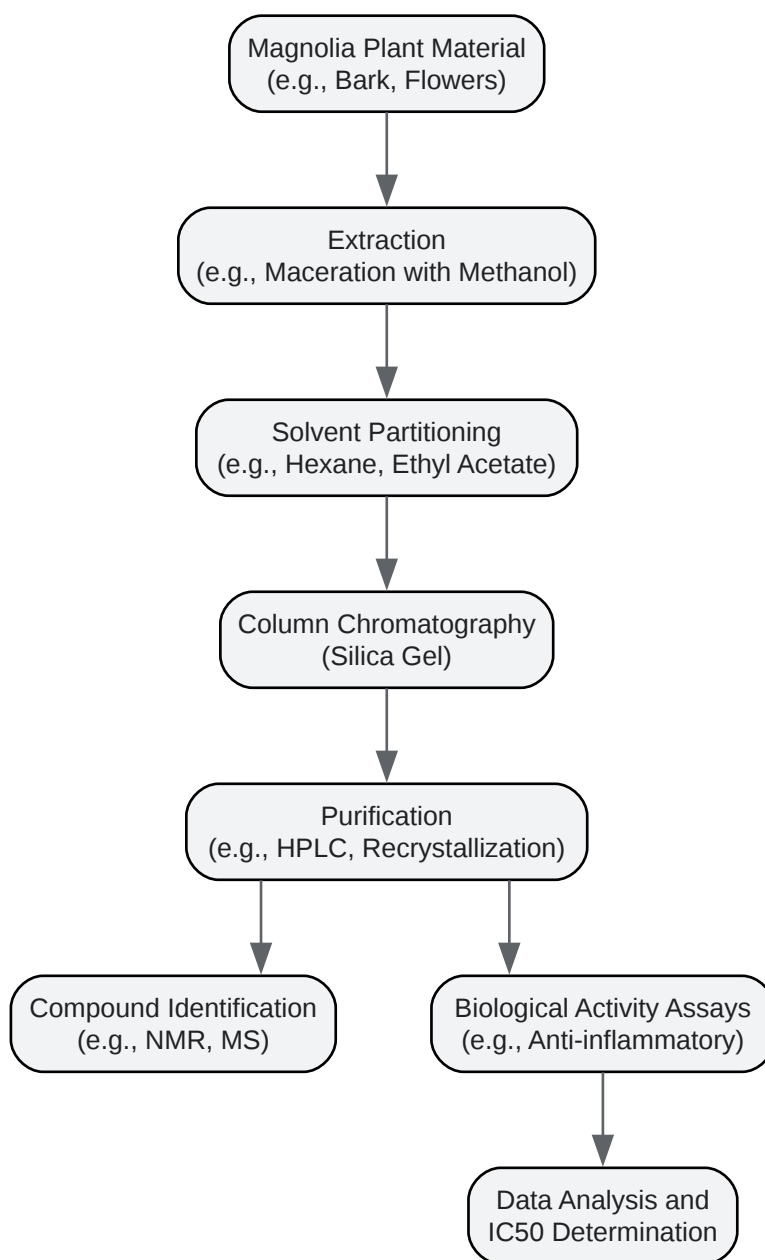 Magnolia Plant Material
(e.g., Bark, Flowers)
Extraction
(e.g., Maceration with Methanol)
Solvent Partitioning
(e.g., Hexane, Ethyl Acetate)
Column Chromatography
(Silica Gel)
Purification
(e.g., HPLC, Recrystallization)
Compound Identification
(e.g., NMR, MS)
Biological Activity Assays
(e.g., Anti-inflammatory)
Data Analysis and
IC50 Determination